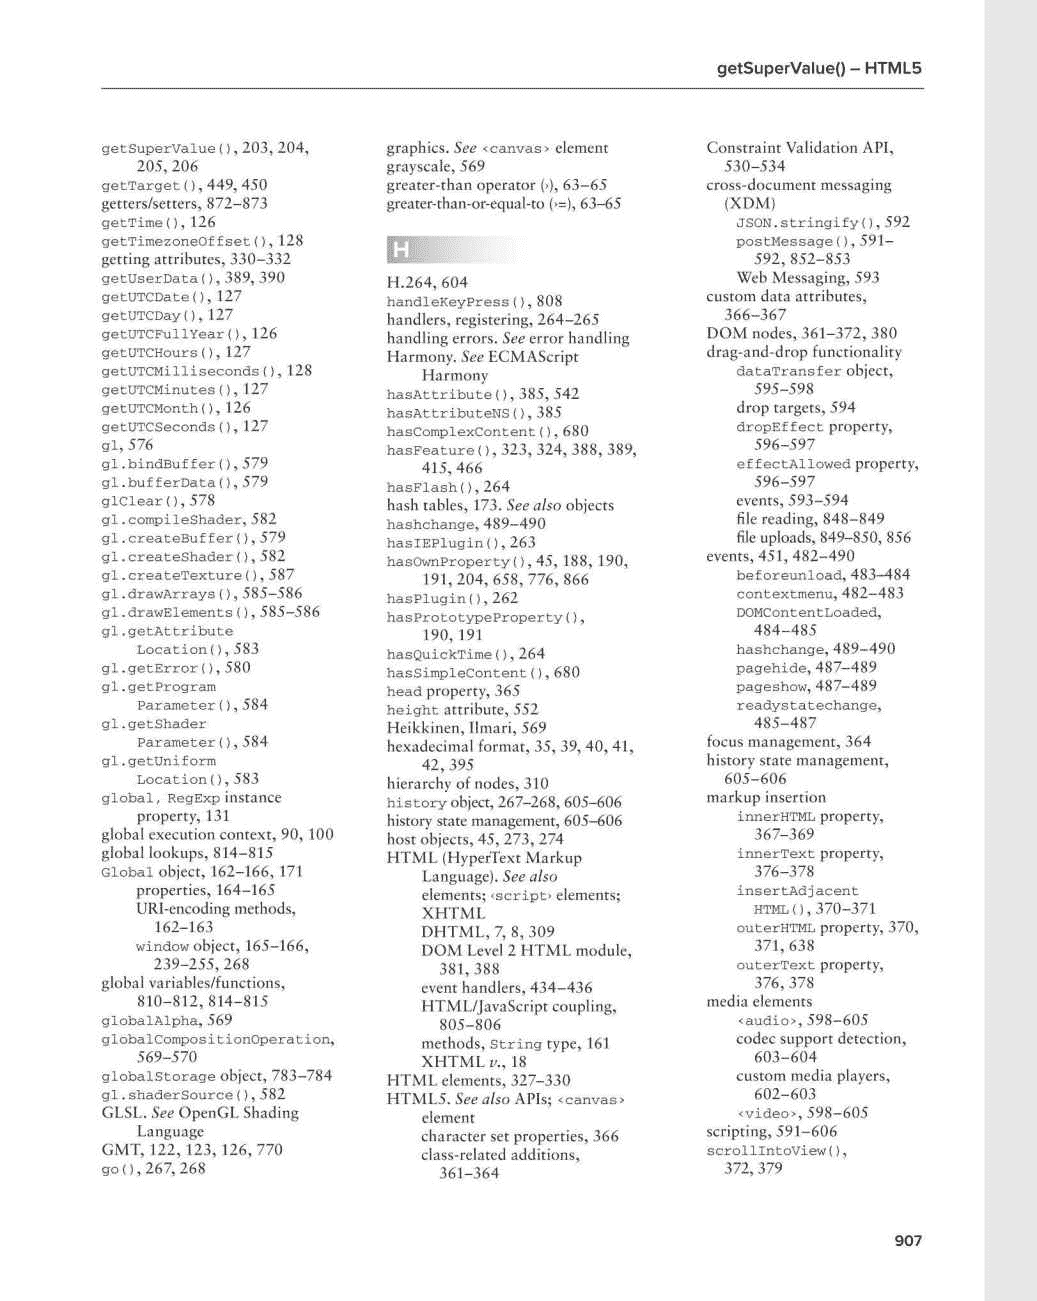 getSuperValue() – HTML5
getSuperValue(), 203, 204,
205, 206
getTarget(), 449, 450
getters/setters, 872–873
getTime(), 126
getTimezoneOffset(), 128
getting attributes, 330–332
getUserData(), 389, 390
getUTCDate(), 127
getUTCDay(), 127
getUTCFullYear(), 126
getUTCHours(), 127
getUTCMilliseconds(), 128
getUTCMinutes(), 127
getUTCMonth(), 126
getUTCSeconds(), 127
gl, 576
gl.bindBuffer(), 579
gl.bufferData(), 579
glClear(), 578
gl.compileShader, 582
gl.createBuffer(), 579
gl.createShader(), 582
gl.createTexture(), 587
gl.drawArrays(), 585–586
gl.drawElements(), 585–586
gl.getAttribute
Location(), 583
gl.getError(), 580
gl.getProgram
Parameter(), 584
gl.getShader
Parameter(), 584
gl.getUniform
Location(), 583
global, RegExp instance
property, 131
global execution context, 90, 100
global lookups, 814–815
Global object, 162–166, 171
properties, 164–165
URI-encoding methods,
162–163
window object, 165–166,
239–255, 268
global variables/functions,
810–812, 814–815
globalAlpha, 569
globalCompositionOperation,
569–570
globalStorage object, 783–784
gl.shaderSource(), 582
GLSL. See OpenGL Shading
Language
GMT, 122, 123, 126, 770
go(), 267, 268
graphics. See <canvas> element
grayscale, 569
greater-than operator (>), 63–65
greater-than-or-equal-to (>=), 63–65
H
H.264, 604
handleKeyPress(), 808
handlers, registering, 264–265
handling errors. See error handling
Harmony. See ECMAScript
Harmony
hasAttribute(), 385, 542
hasAttributeNS(), 385
hasComplexContent(), 680
hasFeature(), 323, 324, 388, 389,
415, 466
hasFlash(), 264
hash tables, 173. See also objects
hashchange, 489–490
hasIEPlugin(), 263
hasOwnProperty(), 45, 188, 190,
191, 204, 658, 776, 866
hasPlugin(), 262
hasPrototypeProperty(),
190, 191
hasQuickTime(), 264
hasSimpleContent(), 680
head property, 365
height attribute, 552
Heikkinen, Ilmari, 569
hexadecimal format, 35, 39, 40, 41,
42, 395
hierarchy of nodes, 310
history object, 267–268, 605–606
history state management, 605–606
host objects, 45, 273, 274
HTML (HyperText Markup
Language). See also
elements; <script> elements;
XHTML
DHTML, 7, 8, 309
DOM Level 2 HTML module,
381, 388
event handlers, 434–436
HTML/JavaScript coupling,
805–806
methods, String type, 161
XHTML v., 18
HTML elements, 327–330
HTML5. See also APIs; <canvas>
element
character set properties, 366
class-related additions,
361–364
Constraint Validation API,
530–534
cross-document messaging
(XDM)
JSON.stringify(), 592
postMessage(), 591–
592, 852–853
Web Messaging, 593
custom data attributes,
366–367
DOM nodes, 361–372, 380
drag-and-drop functionality
dataTransfer object,
595–598
drop targets, 594
dropEffect property,
596–597
effectAllowed property,
596–597
events, 593–594
file reading, 848–849
file uploads, 849–850, 856
events, 451, 482–490
beforeunload, 483–484
contextmenu, 482–483
DOMContentLoaded,
484–485
hashchange, 489–490
pagehide, 487–489
pageshow, 487–489
readystatechange,
485–487
focus management, 364
history state management,
605–606
markup insertion
innerHTML property,
367–369
innerText property,
376–378
insertAdjacent
HTML(), 370–371
outerHTML property, 370,
371, 638
outerText property,
376, 378
media elements
<audio>, 598–605
codec support detection,
603–604
custom media players,
602–603
<video>, 598–605
scripting, 591–606
scrollIntoView(),
372, 379
907